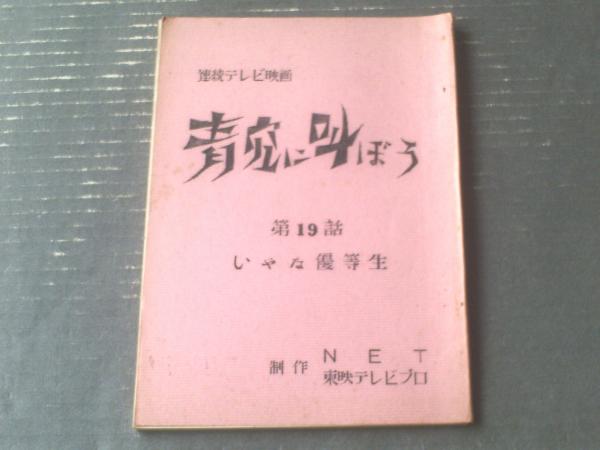 連続テレビ映画
青空に叫ぼう
第19話
いやな優等生
制作 NET
東映テレビプロ